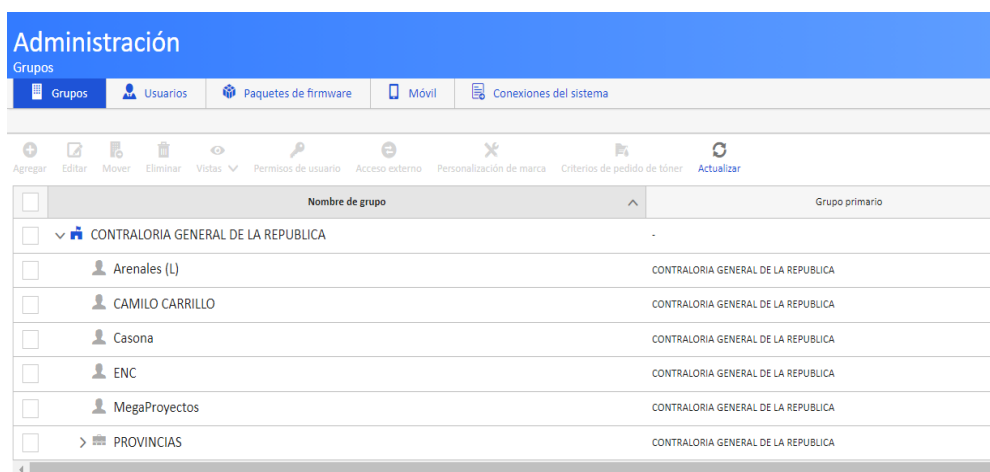 Administración
Grupos
Grupos Usuarios Paquetes de firmware Móvil Conexiones del sistema
Agregar Editar Mover Eliminar Vistas Permisos de usuario Acceso externo Personalización de marca Criterios de pedido de tóner Actualizar
Nombre de grupo Grupo primario
CONTRALORIA GENERAL DE LA REPUBLICA -
Arenales (L) CONTRALORIA GENERAL DE LA REPUBLICA
CAMILO CARRILLO CONTRALORIA GENERAL DE LA REPUBLICA
Casona CONTRALORIA GENERAL DE LA REPUBLICA
ENC CONTRALORIA GENERAL DE LA REPUBLICA
MegaProyectos CONTRALORIA GENERAL DE LA REPUBLICA
PROVINCIAS CONTRALORIA GENERAL DE LA REPUBLICA